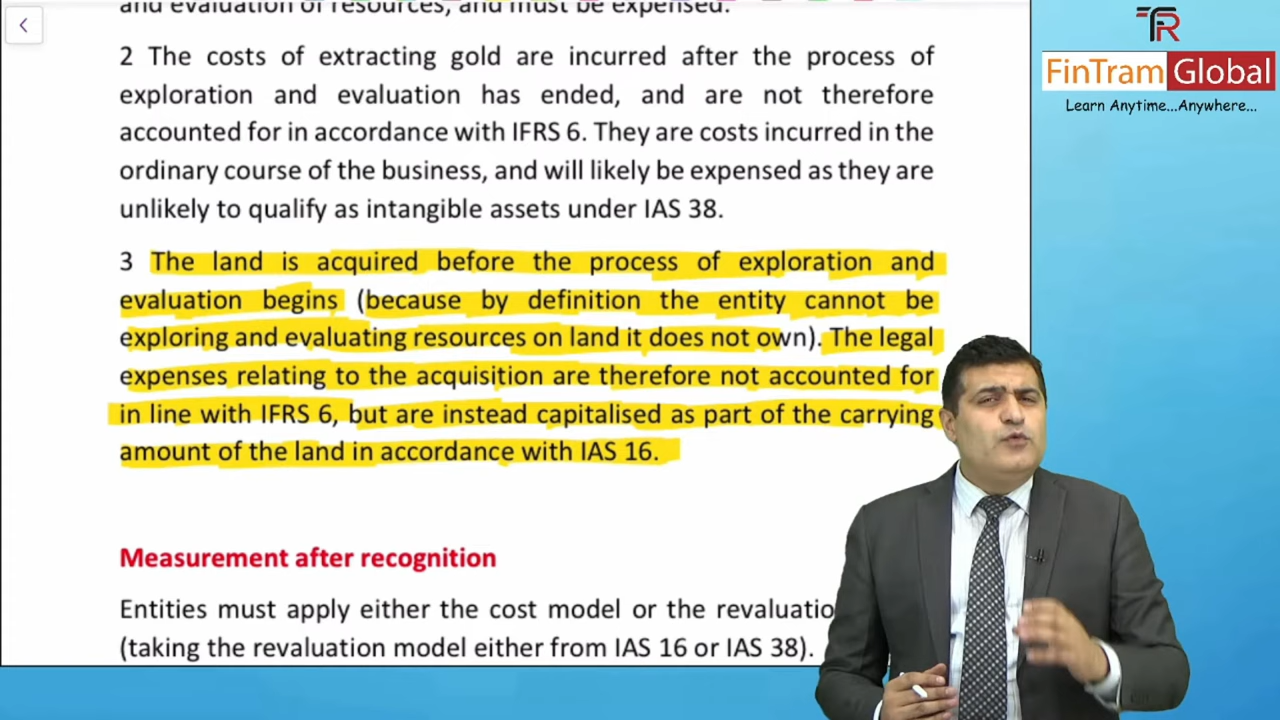 and evaluation of resources, and must be expensed.
2 The costs of extracting gold are incurred after the process of
exploration and evaluation has ended, and are not therefore
accounted for in accordance with IFRS 6. They are costs incurred in the
ordinary course of the business, and will likely be expensed as they are
unlikely to qualify as intangible assets under IAS 38.
3 The land is acquired before the process of exploration and
evaluation begins (because by definition the entity cannot be
exploring and evaluating resources on land it does not own). The legal
expenses relating to the acquisition are therefore not accounted for
in line with IFRS 6, but are instead capitalised as part of the carrying
amount of the land in accordance with IAS 16.
Measurement after recognition
Entities must apply either the cost model or the revaluatio
(taking the revaluation model either from IAS 16 or IAS 38).
TR
FinTram Global
Learn Anytime...Anywhere...